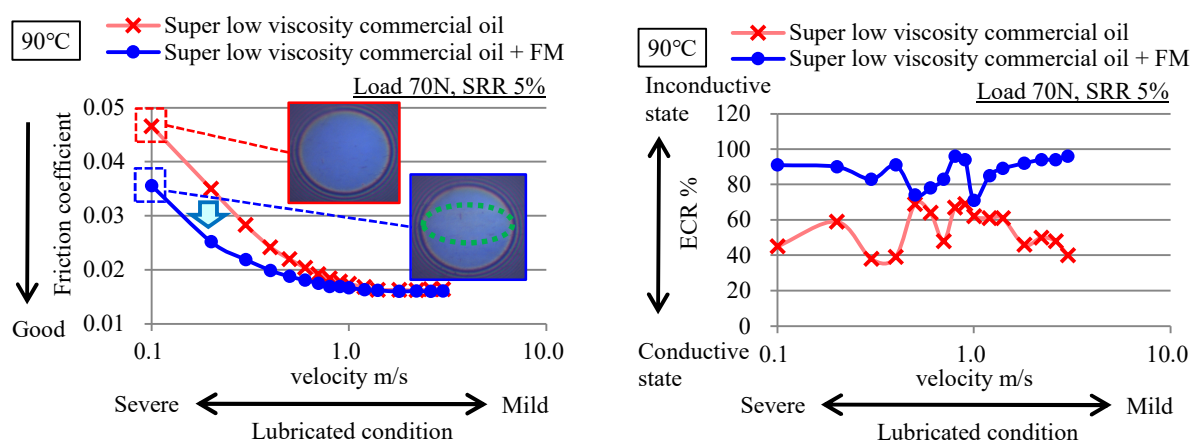 90℃
Super low viscosity commercial oil
Super low viscosity commercial oil + FM
Load 70N, SRR 5%
Friction coefficient
Good
0.05
0.04
0.03
0.02
0.01
0.1
1.0
10.0
velocity m/s
Severe
Mild
Lubricated condition
90℃
Super low viscosity commercial oil
Super low viscosity commercial oil + FM
Inconductive
state
Load 70N, SRR 5%
ECR %
120
100
80
60
40
20
0
Conductive
state
0.1
1.0
10.0
velocity m/s
Severe
Mild
Lubricated condition